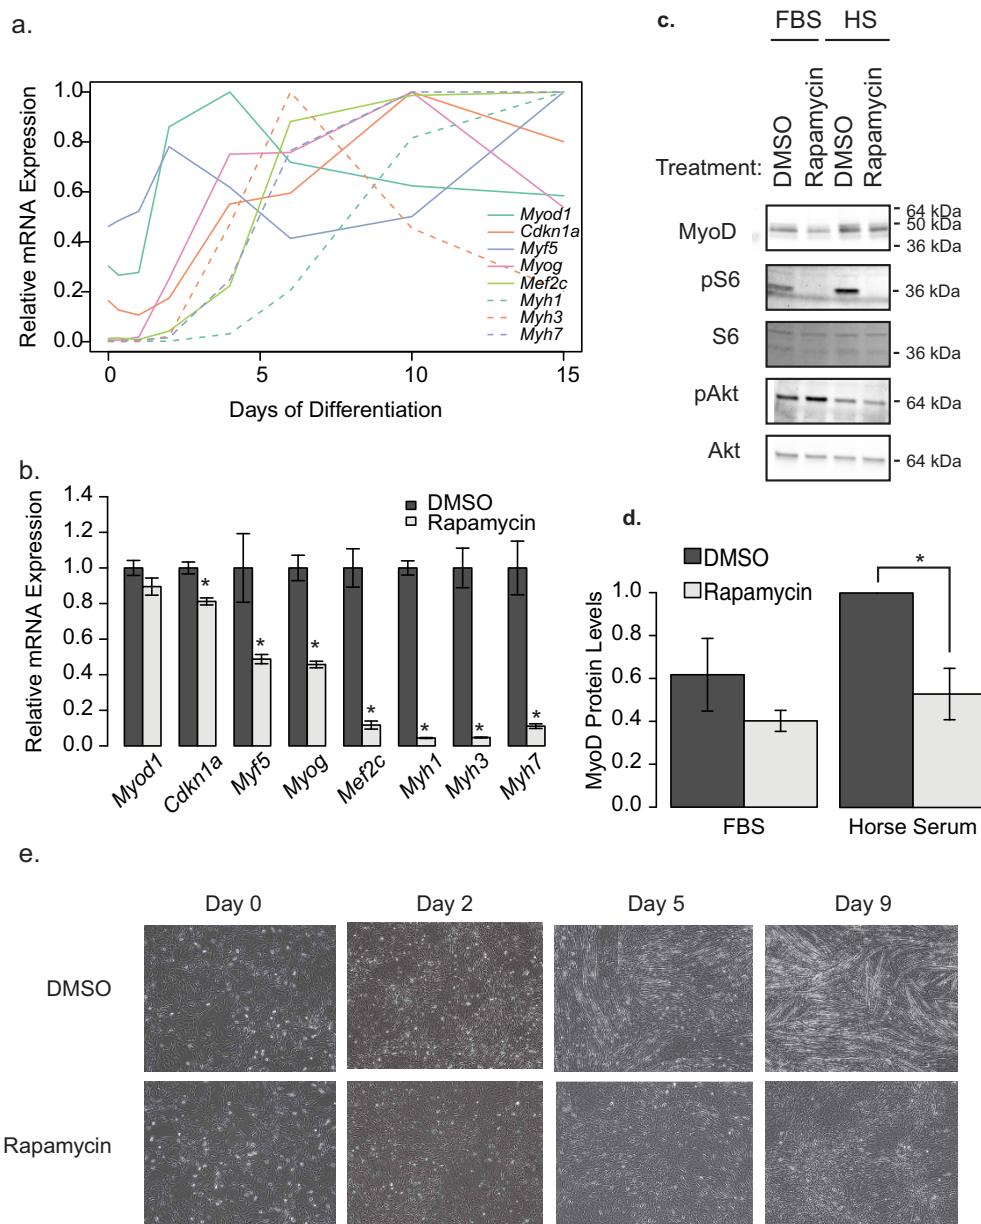 a.
Relative mRNA Expression
1.0
0.8
0.6
0.4
0.2
0.0
0
5
10
15
Days of Differentiation
Myod1
Cdkn1a
Myf5
Myog
Mef2c
Myh1
Myh3
Myh7
b.
Relative mRNA Expression
1.4
1.2
1.0
0.8
0.6
0.4
0.2
0.0
DMSO
Rapamycin
*
*
*
*
*
*
*
Myod1
Cdkn1a
Myf5
Myog
Mef2c
Myh1
Myh3
Myh7
c.
FBS HS
Treatment: DMSO Rapamycin DMSO Rapamycin
MyoD
64 kDa
50 kDa
36 kDa
pS6
36 kDa
S6
36 kDa
pAkt
64 kDa
Akt
64 kDa
d.
DMSO
Rapamycin
*
MyoD Protein Levels
1.0
0.8
0.6
0.4
0.2
0.0
FBS
Horse Serum
e.
Day 0 Day 2 Day 5 Day 9
DMSO
Rapamycin